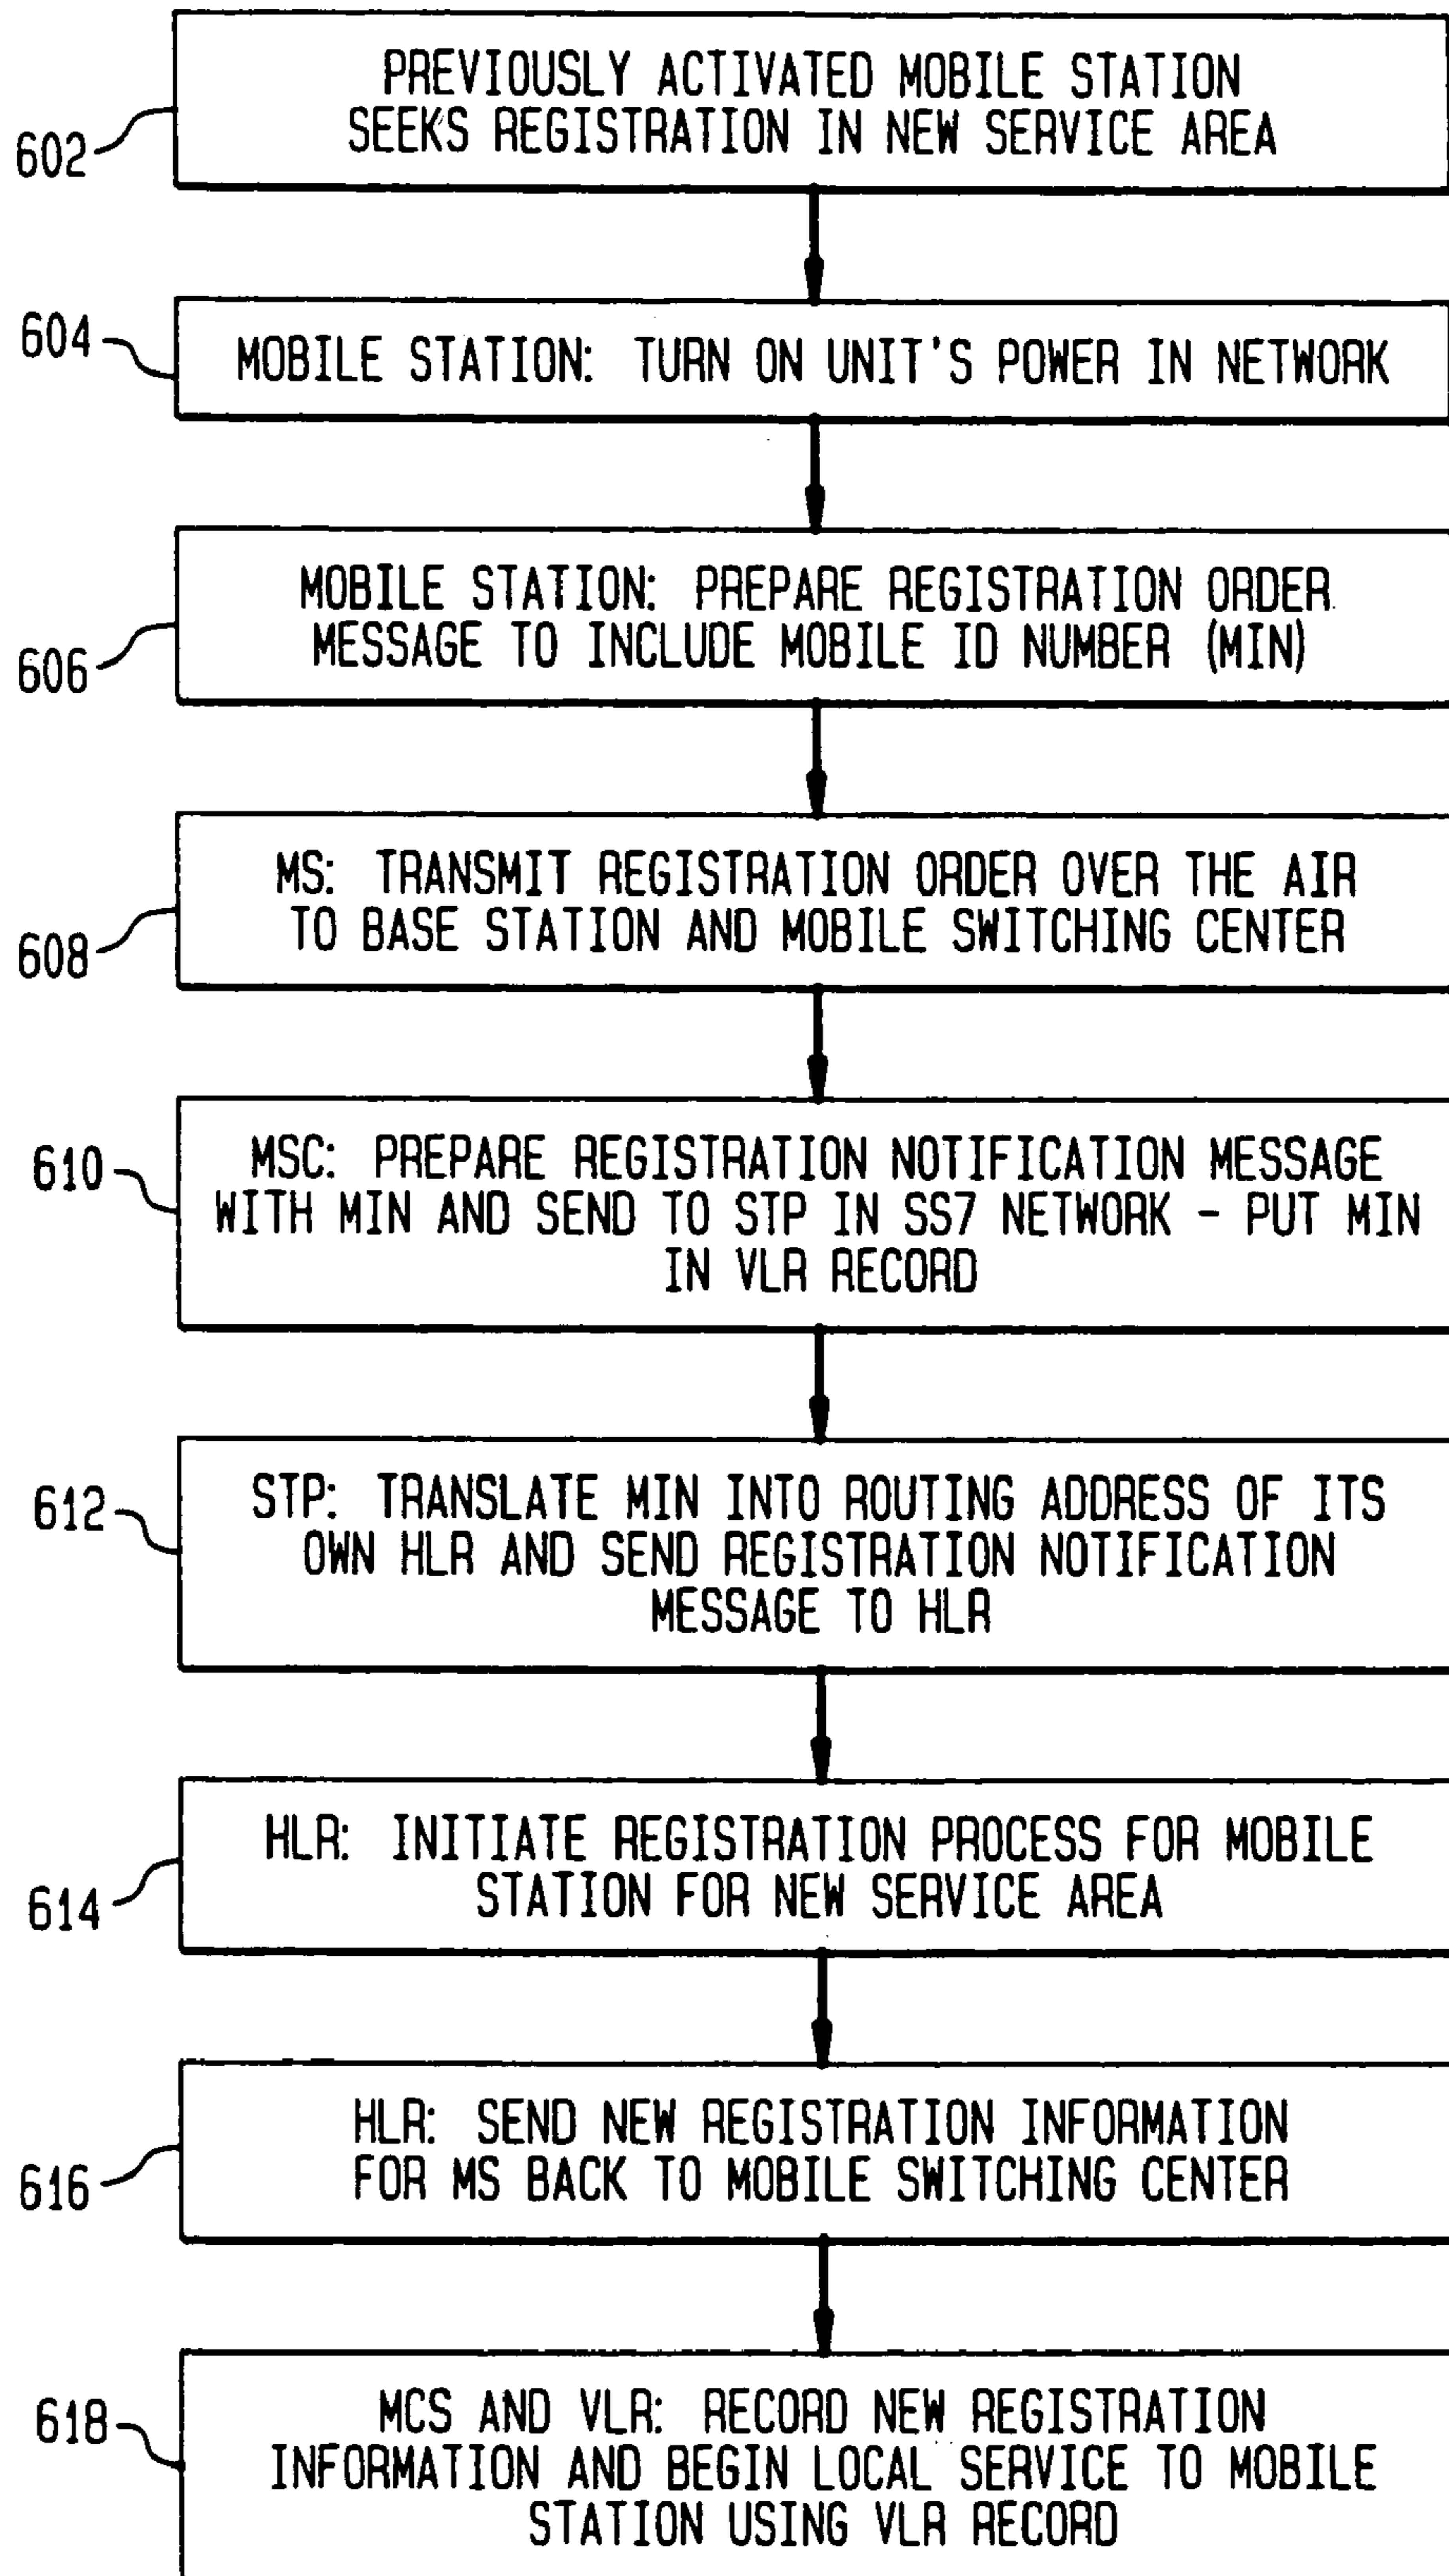 PREVIOUSLY ACTIVATED MOBILE STATION
SEEKS REGISTRATION IN NEW SERVICE AREA
602
604
MOBILE STATION: TURN ON UNIT'S POWER IN NETWORK
MOBILE STATION: PREPARE REGISTRATION ORDER
MESSAGE TO INCLUDE MOBILE ID NUMBER (MIN)
606
MS: TRANSMIT REGISTRATION ORDER OVER THE AIR
TO BASE STATION AND MOBILE SWITCHING CENTER
608
610
MSC: PREPARE REGISTRATION NOTIFICATION MESSAGE
WITH MIN AND SEND TO STP IN SS7 NETWORK - PUT MIN
IN VLR RECORD
612
STP: TRANSLATE MIN INTO ROUTING ADDRESS OF ITS
OWN HLR AND SEND REGISTRATION NOTIFICATION
MESSAGE TO HLR
HLR: INITIATE REGISTRATION PROCESS FOR MOBILE
STATION FOR NEW SERVICE AREA
614
HLR: SEND NEW REGISTRATION INFORMATION
FOR MS BACK TO MOBILE SWITCHING CENTER
616
618
MCS AND VLR: RECORD NEW REGISTRATION
INFORMATION AND BEGIN LOCAL SERVICE TO MOBILE
STATION USING VLR RECORD